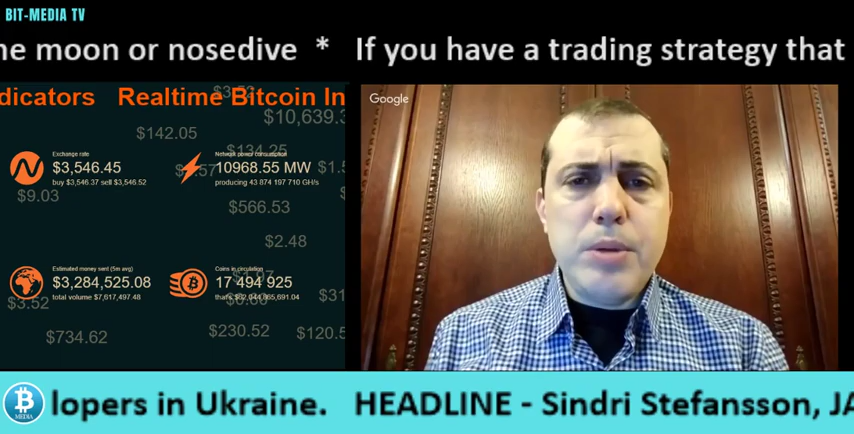 BIT-MEDIA TV
he moon or nosedive * If you have a trading strategy that
dicators Realtime Bitcoin In
Google
$10,639.3
$142.05
$134.25
Exchange rate
$3,546.45
buy $3,546.37 sell $3,546.52
Network power consumption
10968.55 MW
producing 43 874 197 710 GH/s
$9.03
$566.53
$2.48
Estimated money sent (5m avg)
$3,284,525.08
total volume $7,617,497.48
Coins in circulation
17 494 925
$3.52
$31
$734.62
$230.52
$120.5
BITCOIN
MEDIA
lopers in Ukraine. HEADLINE - Sindri Stefansson, JA